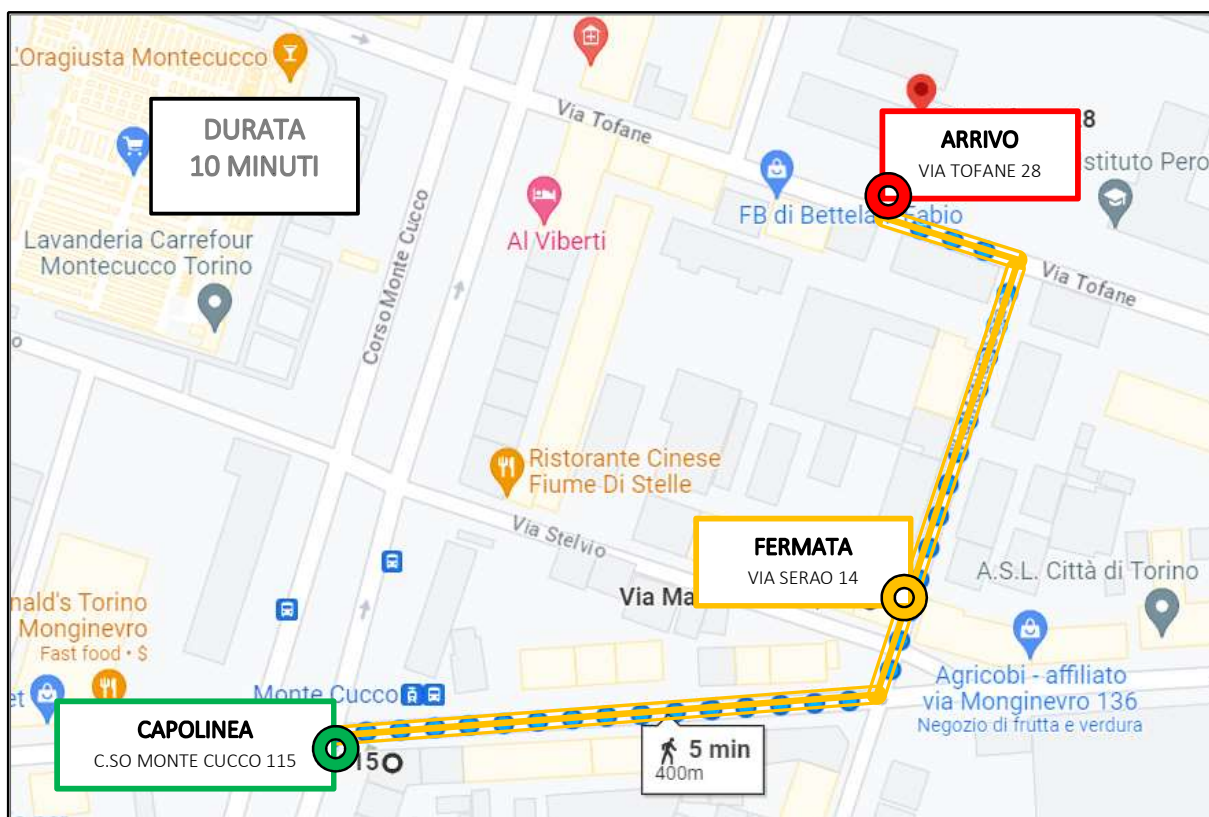 L'Oragiusta Montecucco
DURATA
10 MINUTI
Via Tofane
ARRIVO
VIA TOFANE 28
8
FB di Bettela Fabio
Al Viberti
Lavanderia Carrefour
Montecucco Torino
Corso Monte Cucco
Via Tofane
Ristorante Cinese
Fiume Di Stelle
Via Stelvio
FERMATA
VIA SERAO 14
Via Ma
A.S.L. Città di Torino
Torino
Monginevro
Fast food • $
Monte Cucco
Agricobi - affiliato
via Monginevro 136
Negozio di frutta e verdura
CAPOLINEA
C.SO MONTE CUCCO 115
15
5 min
400m